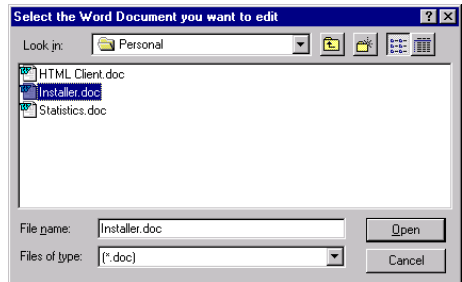 Select the Word Document you want to edit
Look in: Personal
HTML Client.doc
Installer.doc
Statistics.doc
File name: Installer.doc Open
Files of type: (*.doc) Cancel